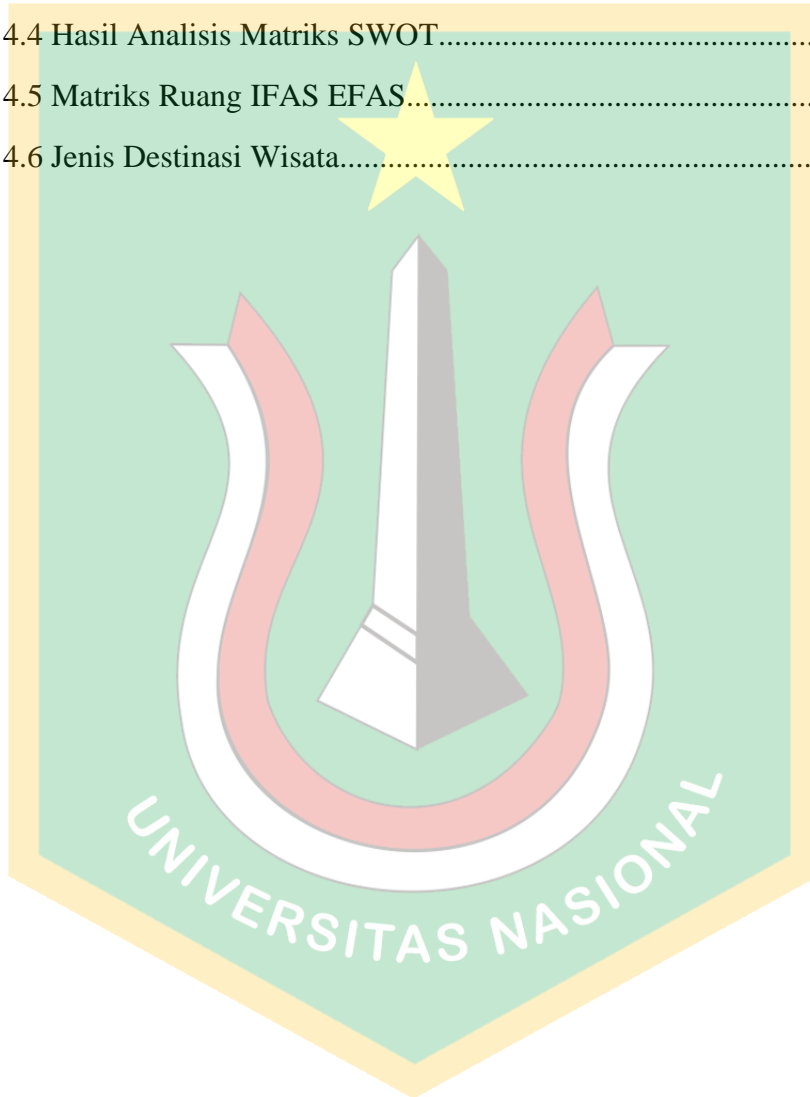 4.4 Hasil Analisis Matriks SWOT..........................................................
4.5 Matriks Ruang IFAS EFAS..............................................................
4.6 Jenis Destinasi Wisata......................................................................
UNIVERSITAS NASIONAL